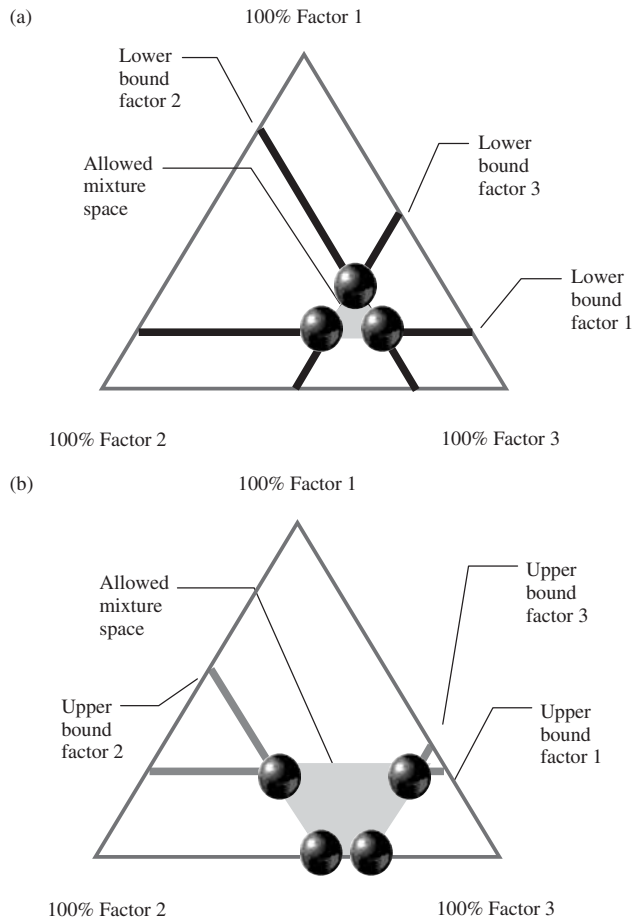 (a)
100% Factor 1
Lower
bound
factor 2
Allowed
mixture
space
Lower
bound
factor 3
Lower
bound
factor 1
100% Factor 2
100% Factor 3
(b)
100% Factor 1
Allowed
mixture
space
Upper
bound
factor 3
Upper
bound
factor 2
Upper
bound
factor 1
100% Factor 2
100% Factor 3